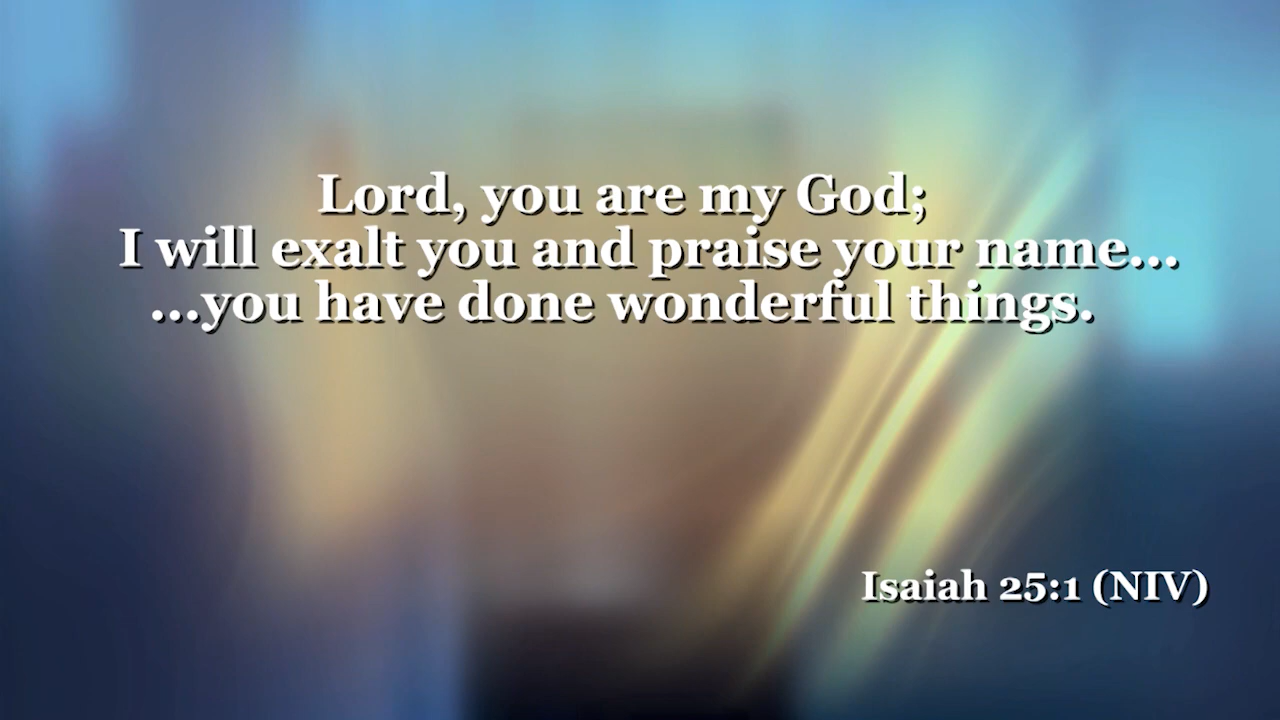 Lord, you are my God;
I will exalt you and praise your name...
...you have done wonderful things.
Isaiah 25:1 (NIV)